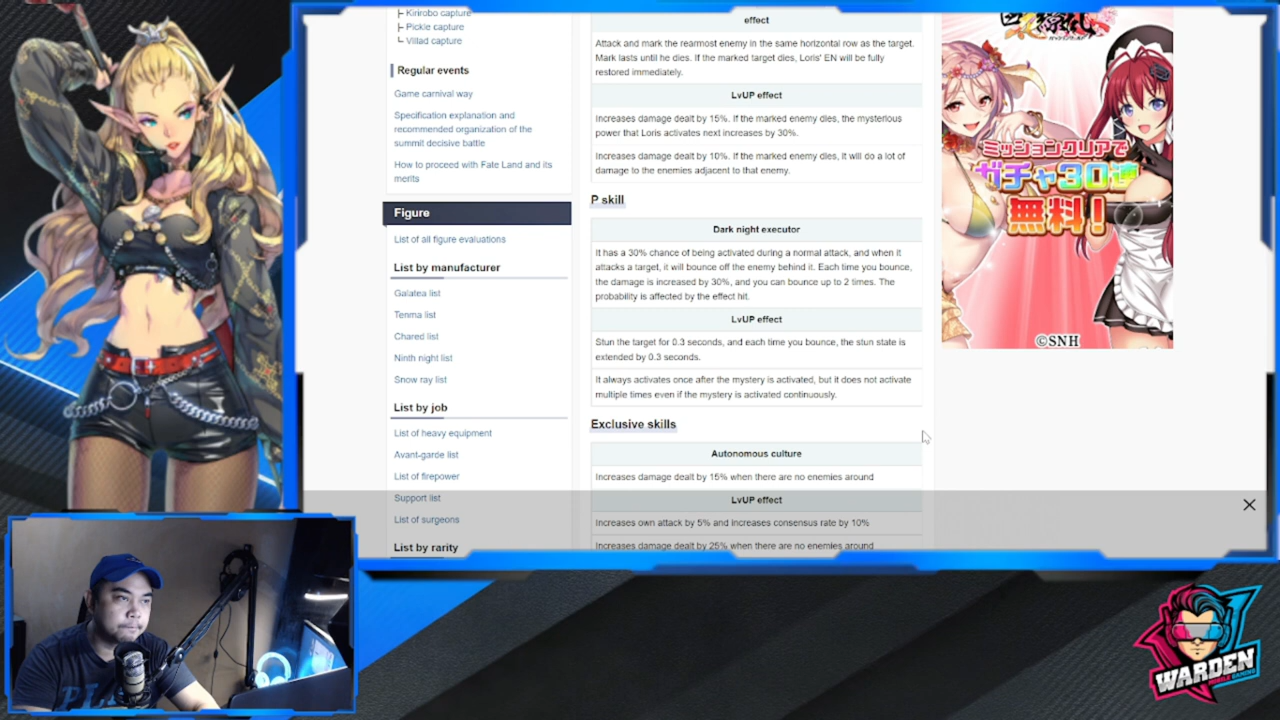 Kirirobo capture
Pickle capture
Villad capture
Regular events
Game carnival way
Specification explanation and
recommended organization of the
summit decisive battle
How to proceed with Fate Land and its
merits
Figure
List of all figure evaluations
List by manufacturer
Galatea list
Tenma list
Chared list
Ninth night list
Snow ray list
List by job
List of heavy equipment
Avant-garde list
List of firepower
Support list
List of surgeons
List by rarity
effect
Attack and mark the rearmost enemy in the same horizontal row as the target.
Mark lasts until he dies. If the marked target dies, Loris' EN will be fully
restored immediately.
LvUP effect
Increases damage dealt by 15%. If the marked enemy dies, the mysterious
power that Loris activates next increases by 30%.
Increases damage dealt by 10%. If the marked enemy dies, it will do a lot of
damage to the enemies adjacent to that enemy.
P skill
Dark night executor
It has a 30% chance of being activated during a normal attack, and when it
attacks a target, it will bounce off the enemy behind it. Each time you bounce,
the damage is increased by 30%, and you can bounce up to 2 times. The
probability is affected by the effect hit.
LvUP effect
Stun the target for 0.3 seconds, and each time you bounce, the stun state is
extended by 0.3 seconds.
It always activates once after the mystery is activated, but it does not activate
multiple times even if the mystery is activated continuously.
Exclusive skills
Autonomous culture
Increases damage dealt by 15% when there are no enemies around
LvUP effect
Increases own attack by 5% and increases consensus rate by 10%
Increases damage dealt by 25% when there are no enemies around
ミッションクリアで
ガチャ30連
無料!
©SNH
WARDEN
MOBILE GAMING